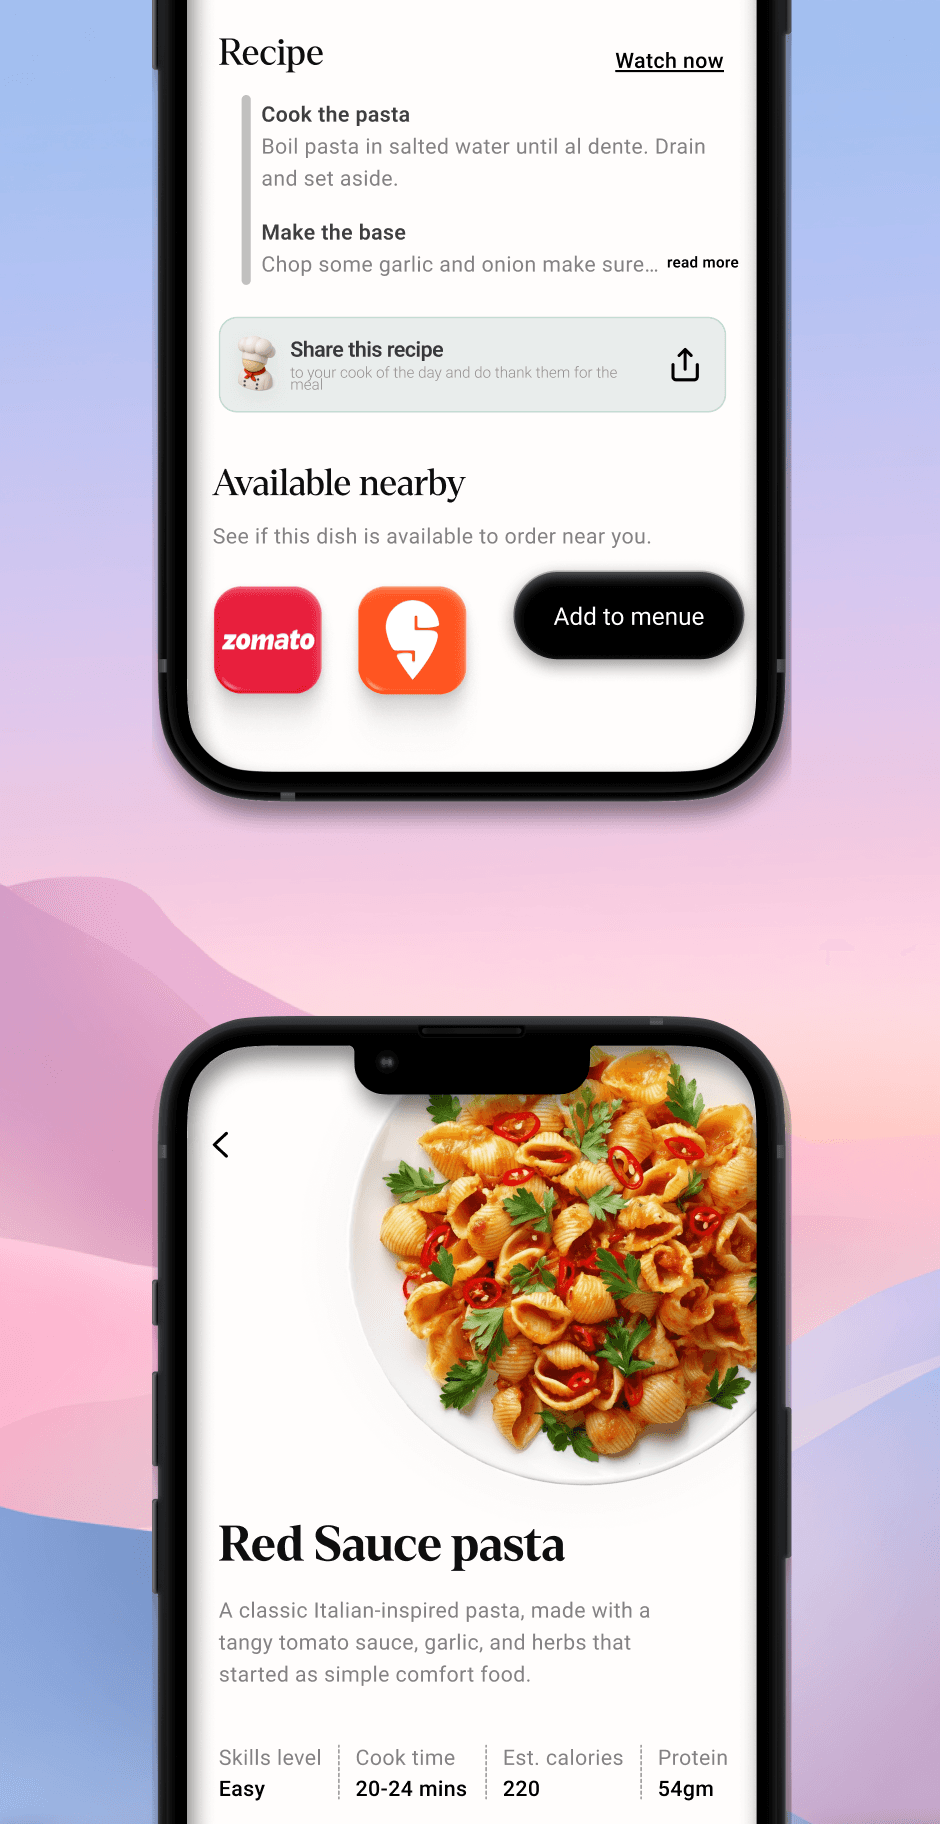 Recipe
Watch now
Cook the pasta
Boil pasta in salted water until al dente. Drain
and set aside.
Make the base
Chop some garlic and onion make sure... read more
Share this recipe
to your cook of the day and do thank them for the
meal
Available nearby
See if this dish is available to order near you.
zomato
Add to menue
Red Sauce pasta
A classic Italian-inspired pasta, made with a
tangy tomato sauce, garlic, and herbs that
started as simple comfort food.
Skills level Cook time Est. calories Protein
Easy 20-24 mins 220 54gm